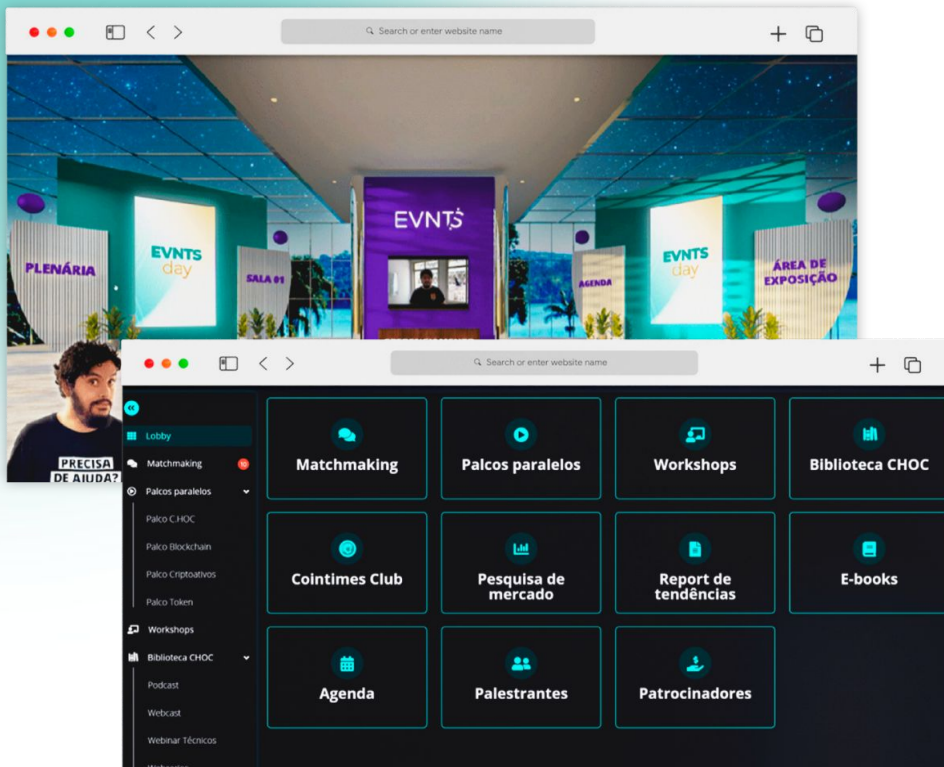 Search or enter website name
EVNTS
PLENÁRIA
EVNTS
day
SALA 01
AGENDA
EVNTS
day
ÁREA DE
EXPOSIÇÃO
PRECISA
DE AJUDA?
Search or enter website name
Lobby
Matchmaking
Palcos paralelos
Palco C.HOC
Palco Blockchain
Palco Criptoativos
Palco Token
Workshops
Biblioteca CHOC
Podcast
Webcast
Webinar Técnicos
Matchmaking
Palcos paralelos
Workshops
Biblioteca CHOC
Cointimes Club
Pesquisa de
mercado
Report de
tendências
E-books
Agenda
Palestrantes
Patrocinadores